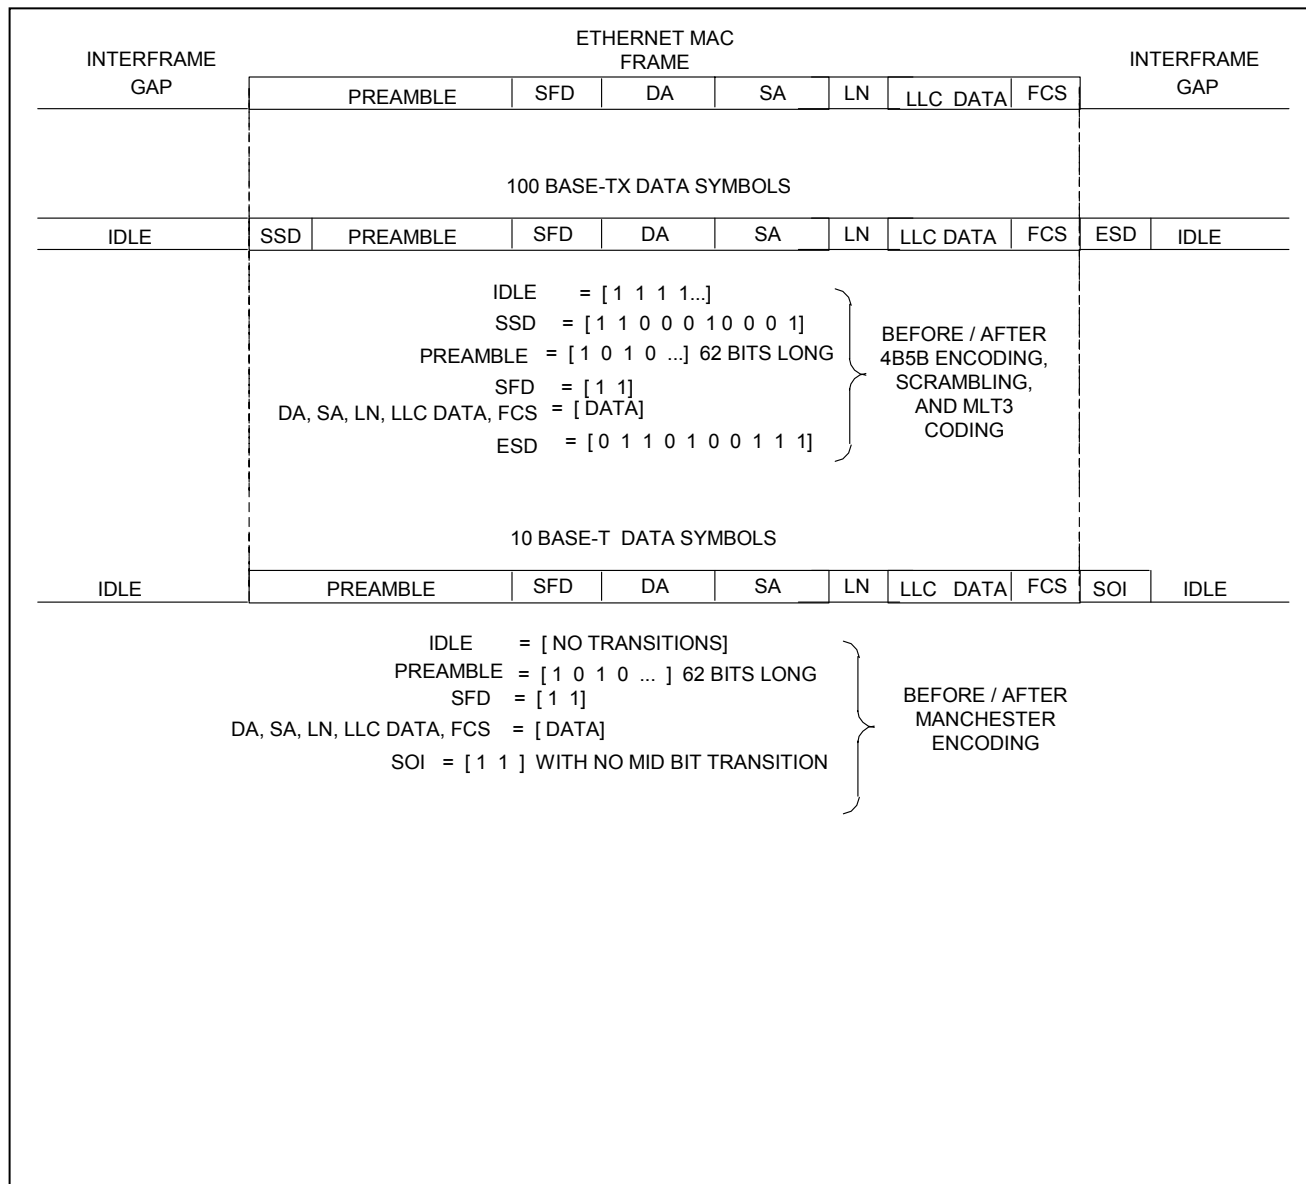 ETHERNET MAC
FRAME
INTERFRAME
GAP
INTERFRAME
GAP
PREAMBLE SFD DA SA LN LLC DATA FCS
100 BASE-TX DATA SYMBOLS
IDLE SSD PREAMBLE SFD DA SA LN LLC DATA FCS ESD IDLE
IDLE = [ 1 1 1 1...]
SSD = [ 1 1 0 0 0 1 0 0 0 1]
PREAMBLE = [ 1 0 1 0 ...] 62 BITS LONG
SFD = [ 1 1]
DA, SA, LN, LLC DATA, FCS = [ DATA]
ESD = [ 0 1 1 0 1 0 0 1 1 1]
BEFORE / AFTER
4B5B ENCODING,
SCRAMBLING,
AND MLT3
CODING
10 BASE-T DATA SYMBOLS
IDLE PREAMBLE SFD DA SA LN LLC DATA FCS SOI IDLE
IDLE = [ NO TRANSITIONS]
PREAMBLE = [ 1 0 1 0 ... ] 62 BITS LONG
SFD = [ 1 1]
DA, SA, LN, LLC DATA, FCS = [ DATA]
SOI = [ 1 1 ] WITH NO MID BIT TRANSITION
BEFORE / AFTER
MANCHESTER
ENCODING